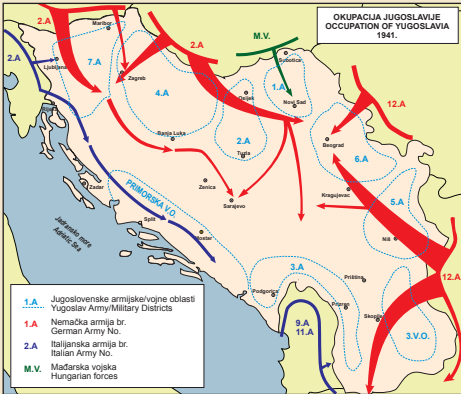 OKUPACIJA JUGOSLAVIJE
OCCUPATION OF YUGOSLAVIA
1941.
2.A
Maribor
M.V.
2.A
2.A
Ljubljana
7.A
Zagreb
4.A
Subotica
1.A
Novi Sad
Osijek
12.A
Rijeka
Banja Luka
2.A
Tuzla
Beograd
6.A
Zadar
PRIMORSKA V.O.
Zenica
Sarajevo
Kragujevac
5.A
Split
Mostar
Niš
Jadransko more
Adriatic Sea
3.A
Podgorica
Priština
Prizren
Skoplje
12.A
9.A
11.A
3.V.O.
1.A Jugoslovenske armijske/vojne oblasti
Yugoslav Army/Military Districts
1.A Nemačka armija br.
German Army No.
2.A Italijanska armija br.
Italian Army No.
M.V. Mađarska vojska
Hungarian forces